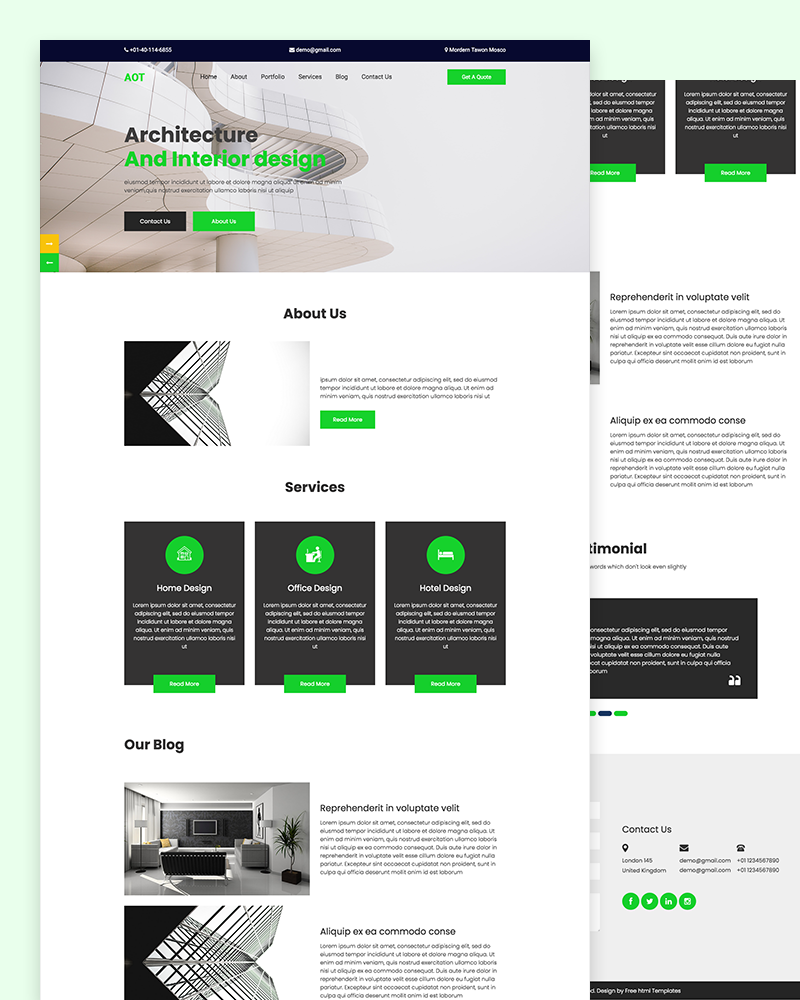 +01-40-114-6855
demo@gmail.com
Mordern Tawon Mosco
AOT
Home
About
Portfolio
Services
Blog
Contact Us
Get A Quote
Architecture
And Interior design
eiusmod tempor incididunt ut labore et dolore magna aliqua. Ut enim ad minim
veniam,quis nostrud exercitation ullamco laboris nisi ut aliquip
Contact Us
About Us
About Us
ipsum dolor sit amet, consectetur adipiscing elit, sed do eiusmod
tempor incididunt ut labore et dolore magna aliqua. Ut enim ad
minim veniam, quis nostrud exercitation ullamco laboris nisi ut
Read More
Services
Home Design
Lorem ipsum dolor sit amet, consectetur
adipiscing elit, sed do eiusmod tempor
incididunt ut labore et dolore magna
aliqua. Ut enim ad minim veniam, quis
nostrud exercitation ullamco laboris nisi
ut
Read More
Office Design
Lorem ipsum dolor sit amet, consectetur
adipiscing elit, sed do eiusmod tempor
incididunt ut labore et dolore magna
aliqua. Ut enim ad minim veniam, quis
nostrud exercitation ullamco laboris nisi
ut
Read More
Hotel Design
Lorem ipsum dolor sit amet, consectetur
adipiscing elit, sed do eiusmod tempor
incididunt ut labore et dolore magna
aliqua. Ut enim ad minim veniam, quis
nostrud exercitation ullamco laboris nisi
ut
Read More
Our Blog
Reprehenderit in voluptate velit
Lorem ipsum dolor sit amet, consectetur adipiscing elit, sed do
eiusmod tempor incididunt ut labore et dolore magna aliqua. Ut
enim ad minim veniam, quis nostrud exercitation ullamco laboris
nisi ut aliquip ex ea commodo consequat. Duis aute irure dolor in
reprehenderit in voluptate velit esse cillum dolore eu fugiat nulla
pariatur. Excepteur sint occaecat cupidatat non proident, sunt in
culpa qui officia deserunt mollit anim id est laborum
Aliquip ex ea commodo conse
Lorem ipsum dolor sit amet, consectetur adipiscing elit, sed do
eiusmod tempor incididunt ut labore et dolore magna aliqua. Ut
enim ad minim veniam, quis nostrud exercitation ullamco laboris
nisi ut aliquip ex ea commodo consequat. Duis aute irure dolor in
reprehenderit in voluptate velit esse cillum dolore eu fugiat nulla
pariatur. Excepteur sint occaecat cupidatat non proident, sunt in
culpa qui officia deserunt mollit anim id est laborum
dolor sit amet, consectetur
, sed do eiusmod tempor
ut labore et dolore magna
nim ad minim veniam, quis
xercitation ullamco laboris nisi
ut
Read More
Lorem ipsum dolor sit amet, consectetur
adipiscing elit, sed do eiusmod tempor
incididunt ut labore et dolore magna
aliqua. Ut enim ad minim veniam, quis
nostrud exercitation ullamco laboris nisi
ut
Read More
Reprehenderit in voluptate velit
Lorem ipsum dolor sit amet, consectetur adipiscing elit, sed do
eiusmod tempor incididunt ut labore et dolore magna aliqua. Ut
enim ad minim veniam, quis nostrud exercitation ullamco laboris
nisi ut aliquip ex ea commodo consequat. Duis aute irure dolor in
reprehenderit in voluptate velit esse cillum dolore eu fugiat nulla
pariatur. Excepteur sint occaecat cupidatat non proident, sunt in
culpa qui officia deserunt mollit anim id est laborum
Aliquip ex ea commodo conse
Lorem ipsum dolor sit amet, consectetur adipiscing elit, sed do
eiusmod tempor incididunt ut labore et dolore magna aliqua. Ut
enim ad minim veniam, quis nostrud exercitation ullamco laboris
nisi ut aliquip ex ea commodo consequat. Duis aute irure dolor in
reprehenderit in voluptate velit esse cillum dolore eu fugiat nulla
pariatur. Excepteur sint occaecat cupidatat non proident, sunt in
culpa qui officia deserunt mollit anim id est laborum
timonial
words which don't look even slightly
onsectetur adipiscing elit, sed do eiusmod tempor
Ut enim ad minim veniam, quis nostrud
quip ex ea commodo consequat. Duis aute
voluptate velit esse cillum dolore eu fugiat nulla
cat cupidatat non proident, sunt in culpa qui officia
borum
Contact Us
London 145
United Kingdom
demo@gmail.com
demo@gmail.com
+01 1234567890
+01 1234567890
ed. Design by Free html Templates